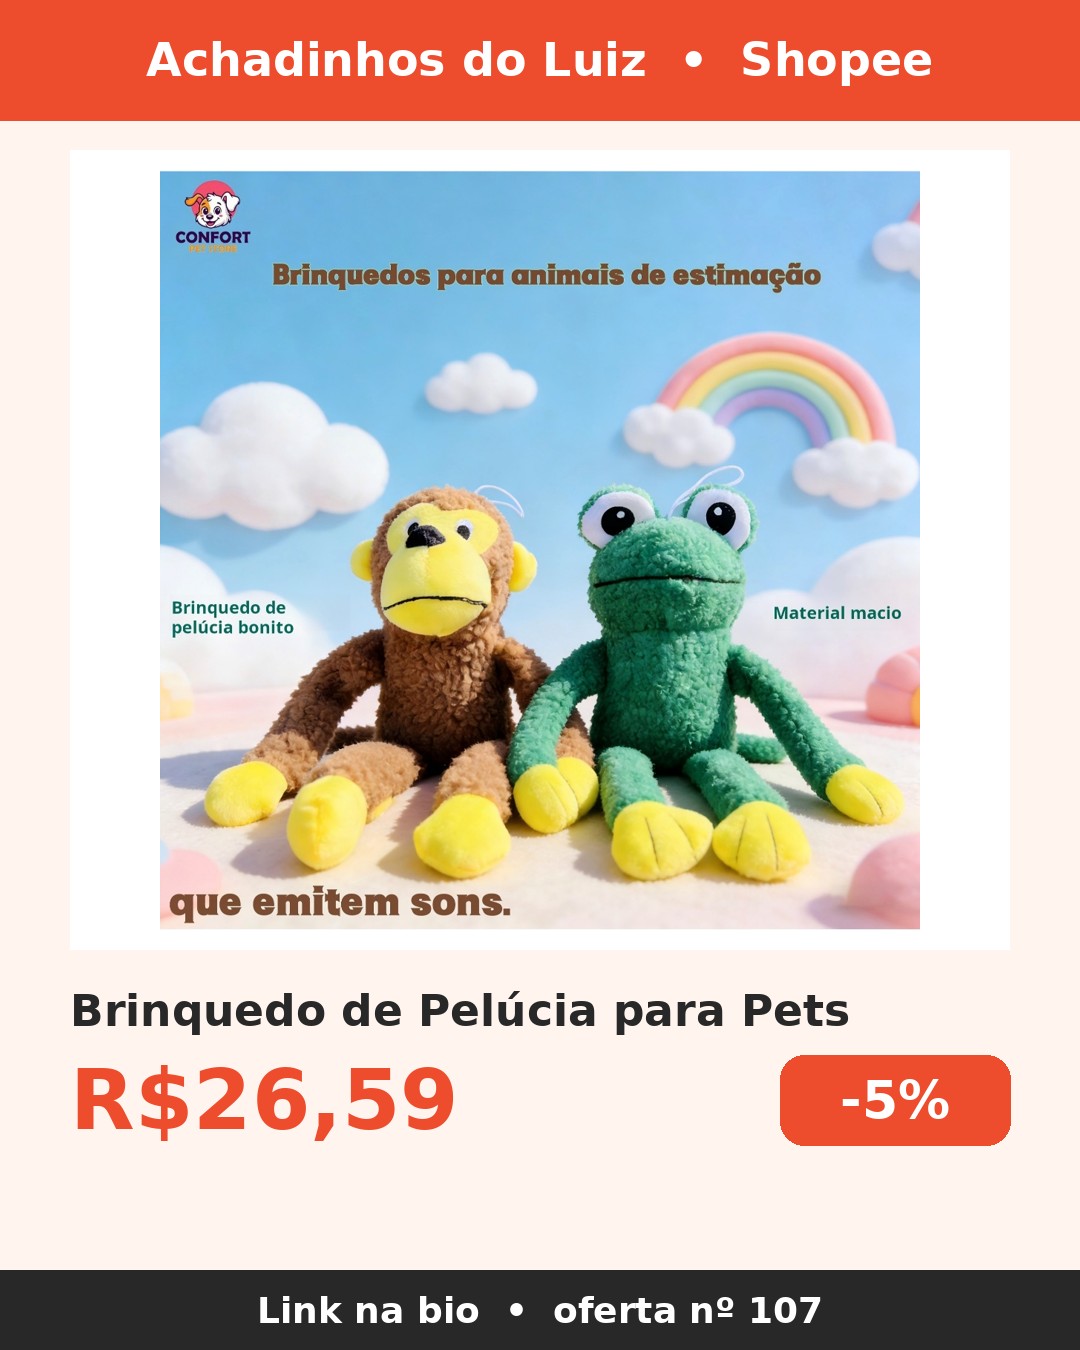 Achadinhos do Luiz • Shopee
CONFORT
Brinquedos para animais de estimação
Brinquedo de
pelúcia bonito
Material macio
que emitem sons.
Brinquedo de Pelúcia para Pets
R$26,59
-5%
Link na bio • oferta nº 107